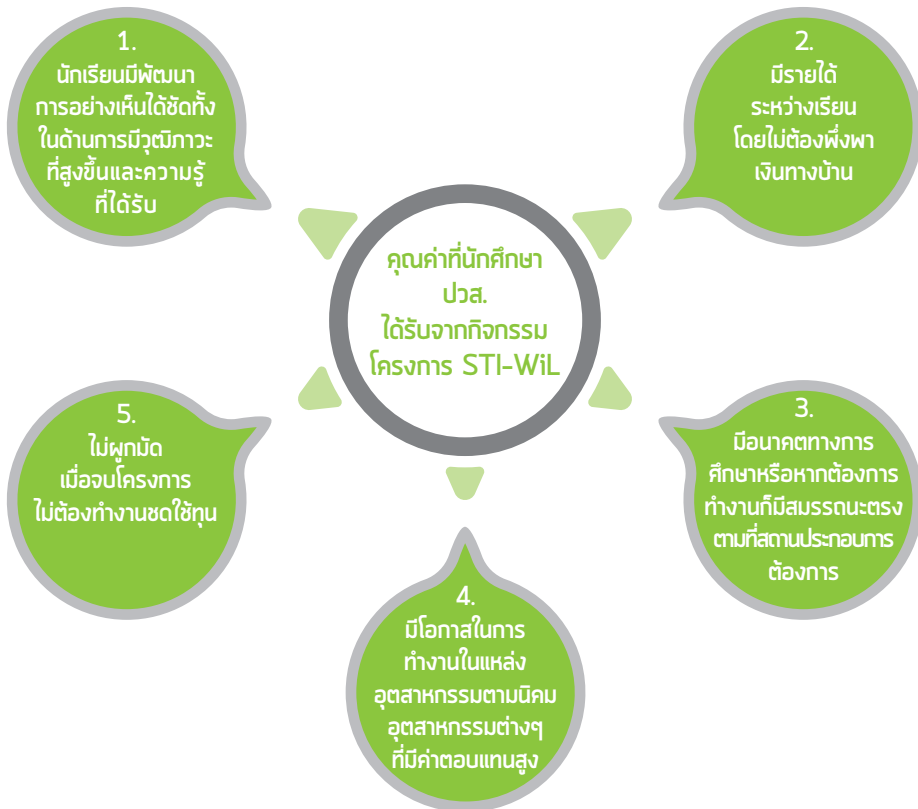 คุณค่าที่นักศึกษา
ปวส.
ได้รับจากกิจกรรม
โครงการ STI-WiL
1.
นักเรียนมีพัฒนา
การอย่างเห็นได้ชัดทั้ง
ในด้านการมีวุฒิภาวะ
ที่สูงขึ้นและความรู้
ที่ได้รับ
2.
มีรายได้
ระหว่างเรียน
โดยไม่ต้องพึ่งพา
เงินทางบ้าน
3.
มีอนาคตทางการ
ศึกษาหรือหากต้องการ
ทำงานก็มีสมรรถนะตรง
ตามที่สถานประกอบการ
ต้องการ
4.
มีโอกาสในการ
ทำงานในแหล่ง
อุตสาหกรรมตามนิคม
อุตสาหกรรมต่างๆ
ที่มีค่าตอบแทนสูง
5.
ไม่ผูกมัด
เมื่อจบโครงการ
ไม่ต้องทำงานชดใช้ทุน